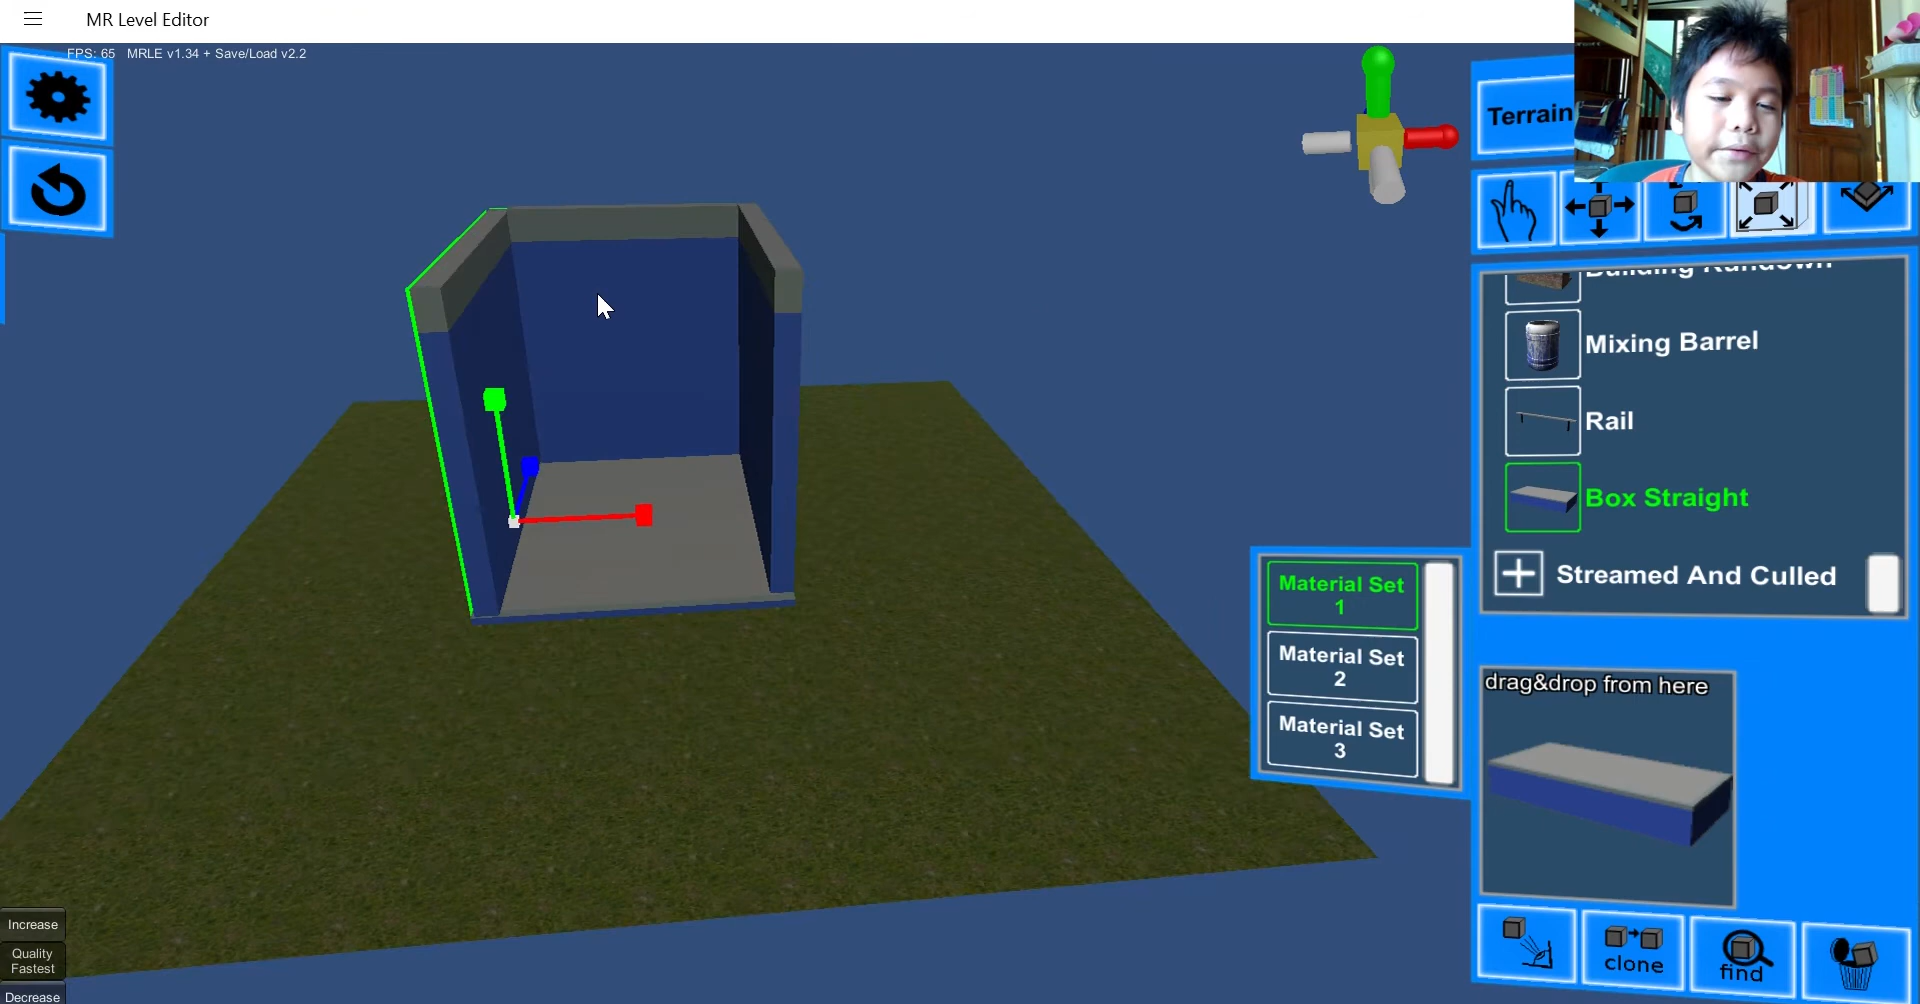 MR Level Editor
FPS: 65 MRLE v1.34 + Save/Load v2.2
Terrain
Building Rundown
Mixing Barrel
Rail
Box Straight
Streamed And Culled
Material Set
1
Material Set
2
Material Set
3
drag&drop from here
Increase
Quality
Fastest
Decrease
clone
find